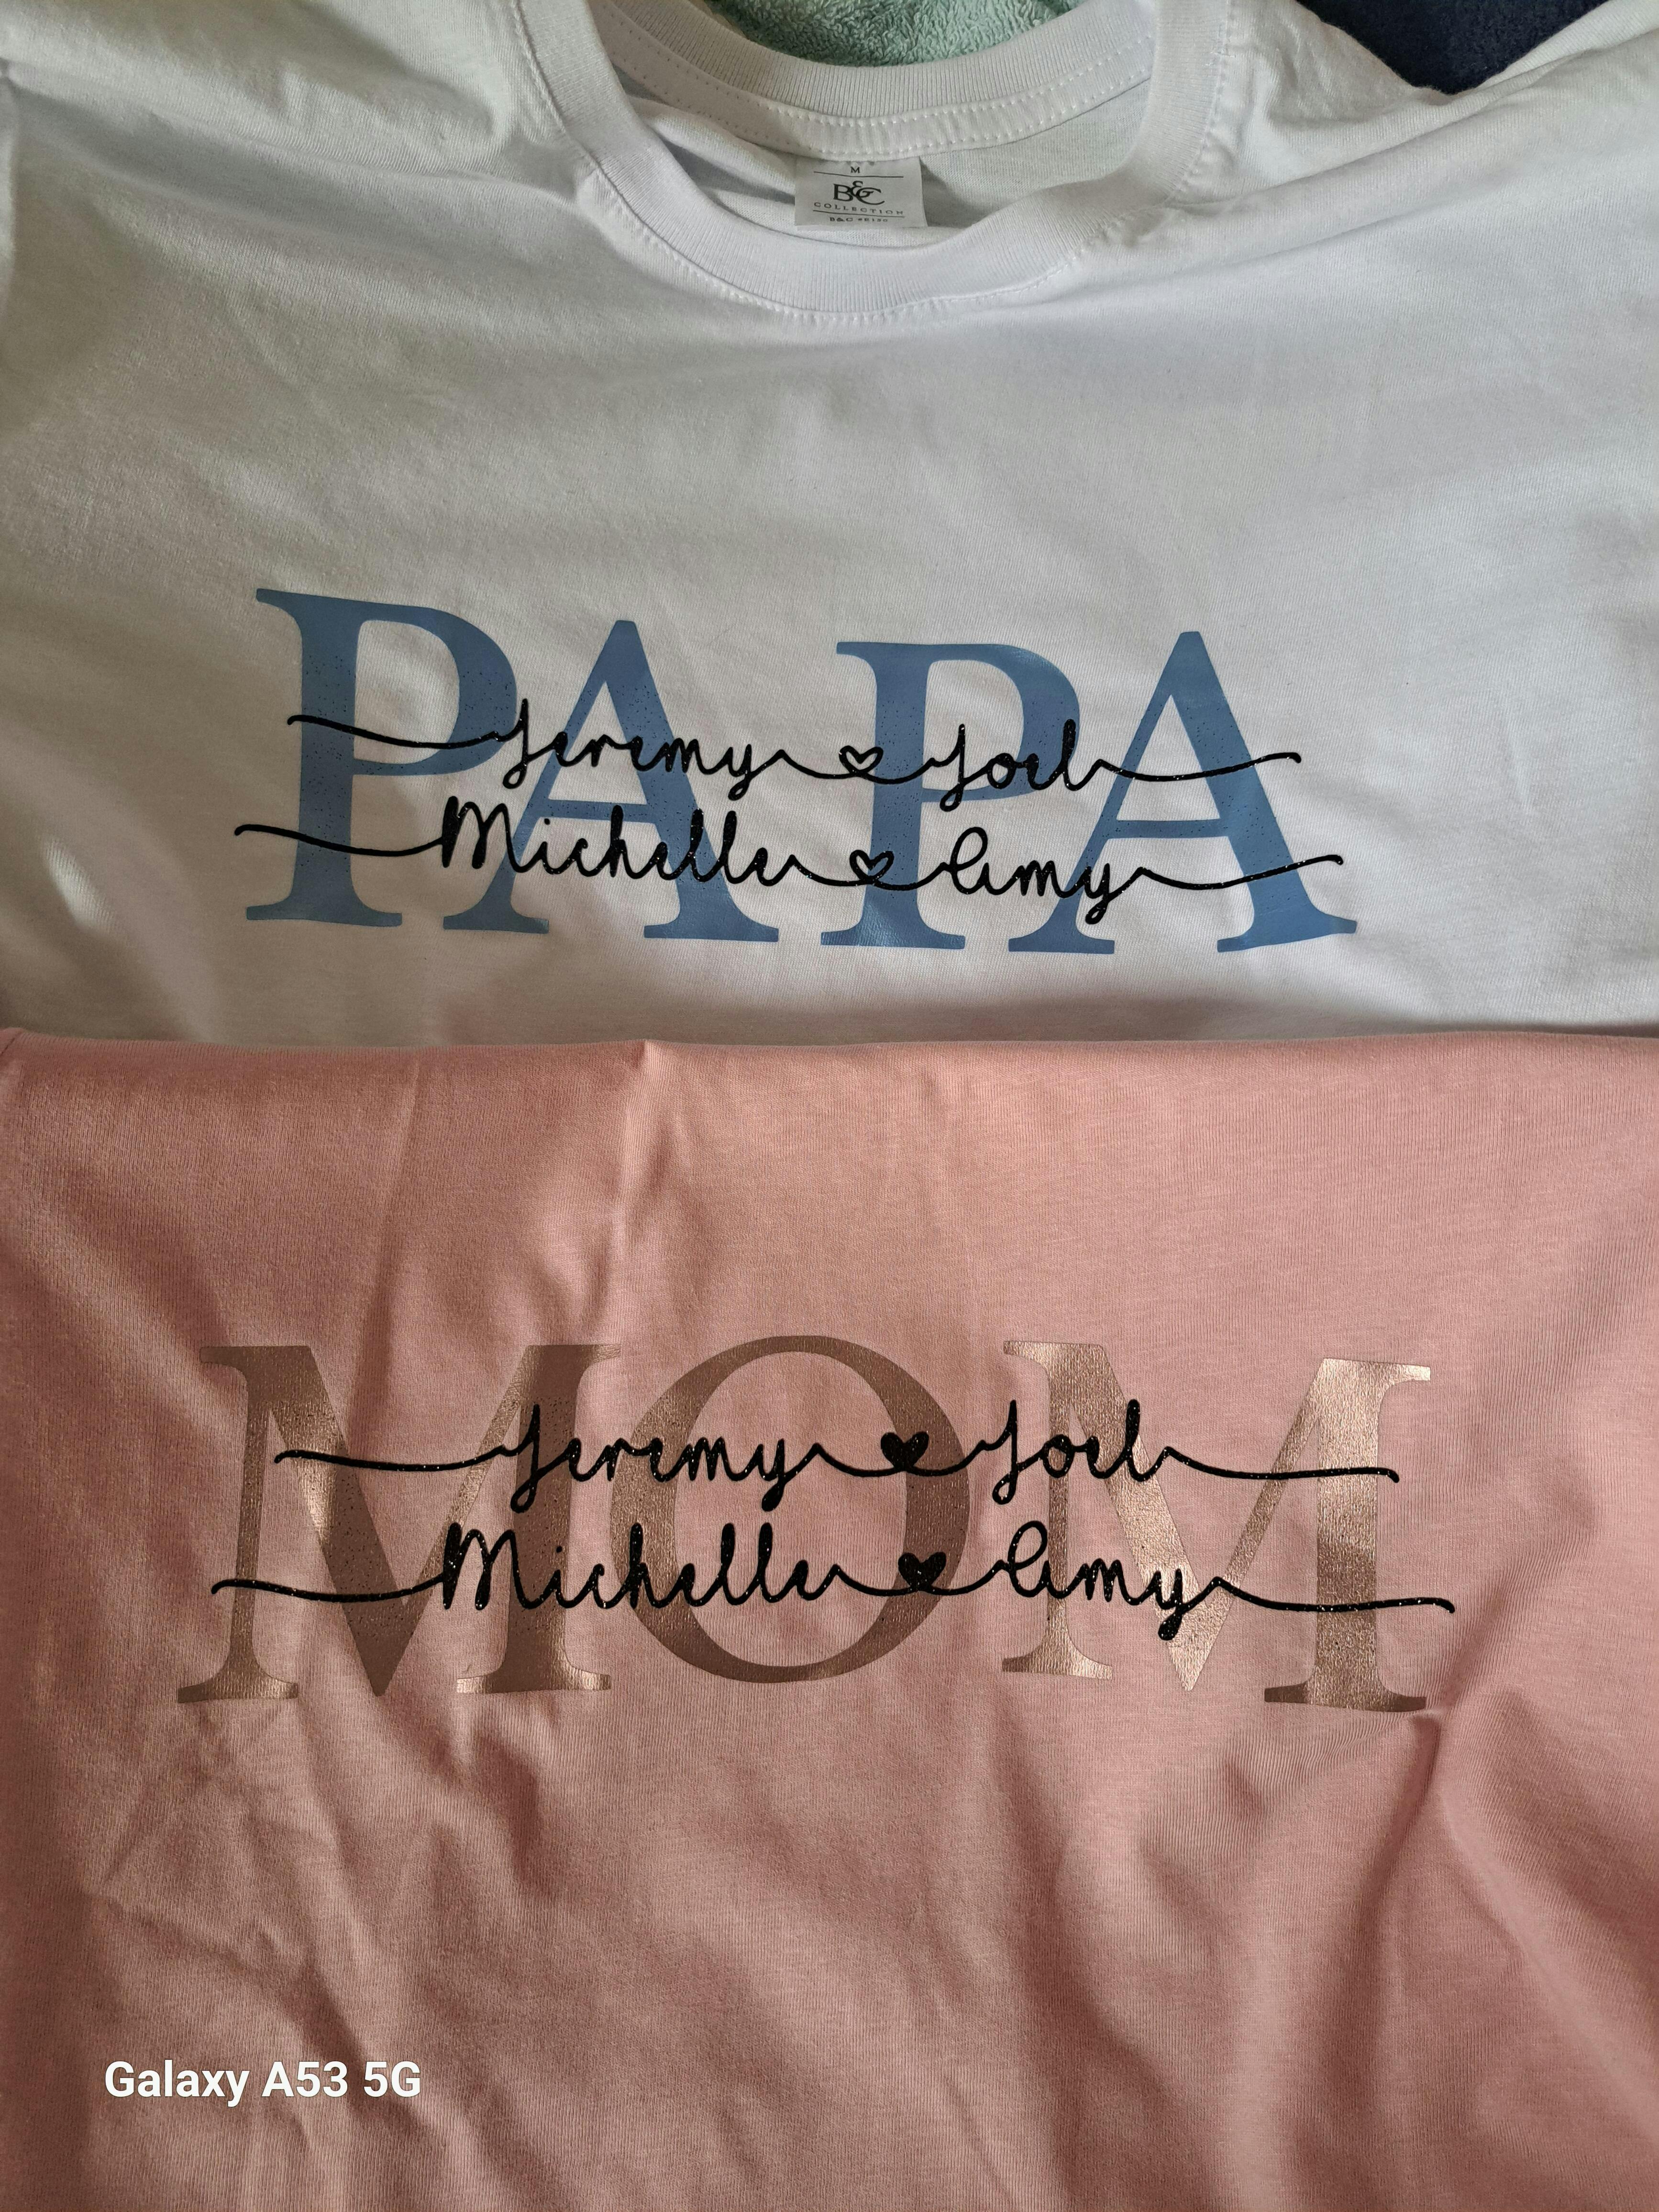 M
B&C
COLLECTION
PAPA
Jeremy Joel
Michelle Amy
MOM
Jeremy Joel
Michelle Amy
Galaxy A53 5G